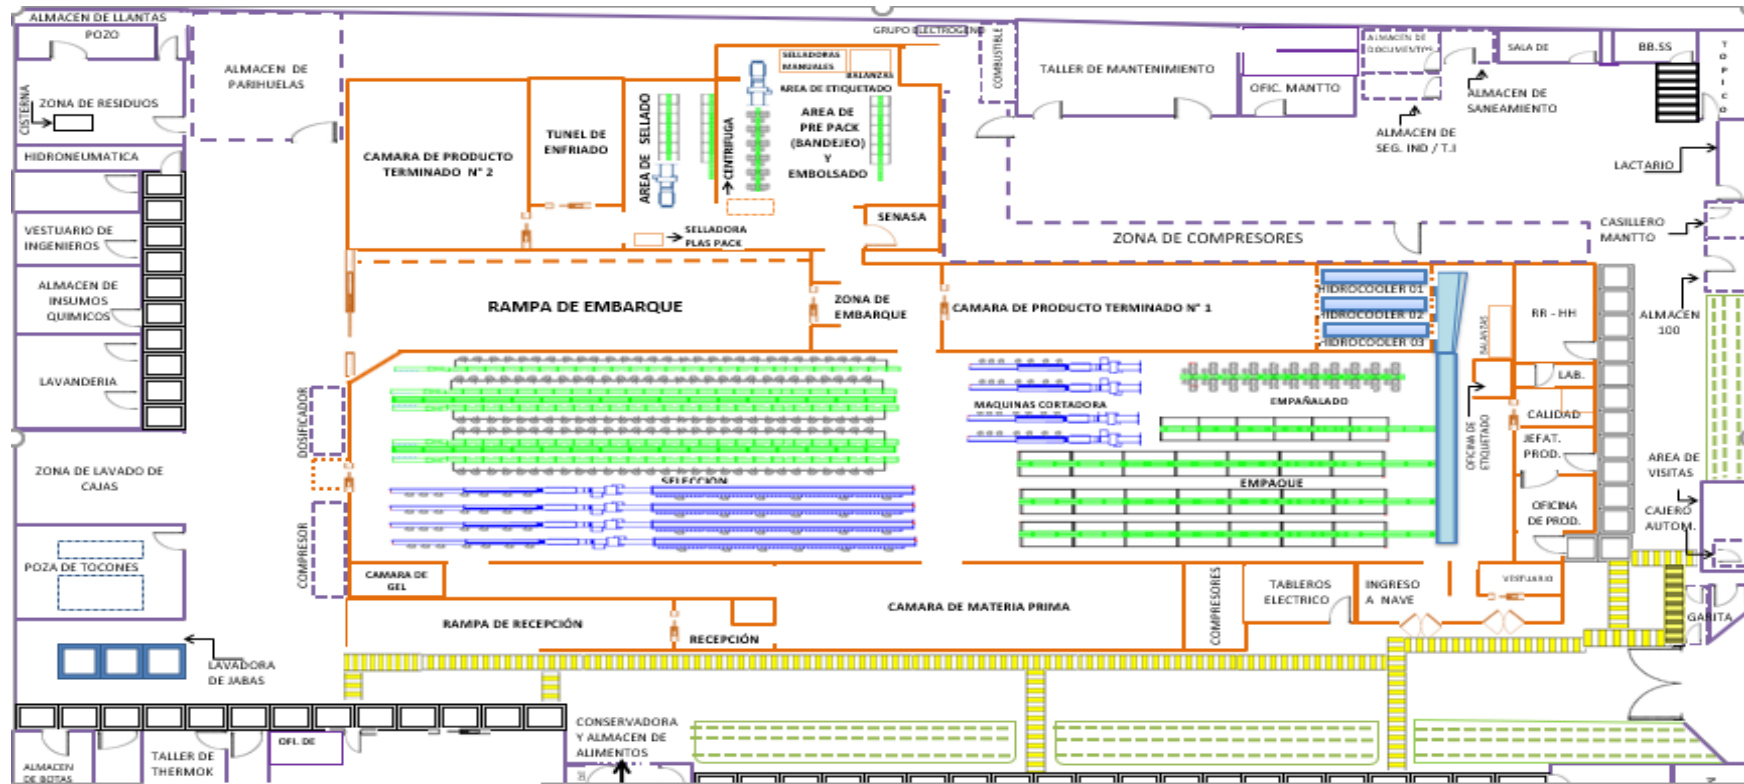 ALMACEN DE LLANTAS
POZO
CISTERNA
ZONA DE RESIDUOS
HIDRONEUMATICA
VESTUARIO DE
INGENIEROS
ALMACEN DE
INSUMOS
QUIMICOS
LAVANDERIA
ZONA DE LAVADO DE
CAJAS
POZA DE TOCONES
LAVADORA
DE JABAS
ALMACEN
DE BOTAS
TALLER DE
THERMOK
OFI. DE
CONSERVADORA
Y ALMACEN DE
ALIMENTOS
ALMACEN DE
PARIHUELAS
DOSIFICADOR
COMPRESOR
CAMARA DE PRODUCTO
TERMINADO N° 2
TUNEL DE
ENFRIADO
AREA DE SELLADO
CENTRIFUGA
SELLADORAS
MANUALES
BALANZAS
AREA DE ETIQUETADO
AREA DE
PRE PACK
(BANDEJEO)
Y
EMBOLSADO
SELLADORA
PLAS PACK
SENASA
GRUPO ELECTROGENO
COMBUSTIBLE
TALLER DE MANTENIMIENTO
OFIC. MANTTO
ALMACEN DE
DOCUMENTOS
SALA DE
BB.SS
TOPICO
ALMACEN DE
SANEAMIENTO
ALMACEN DE
SEG. IND / T.I
LACTARIO
CASILLERO
MANTTO
ZONA DE COMPRESORES
RAMPA DE EMBARQUE
ZONA DE
EMBARQUE
CAMARA DE PRODUCTO TERMINADO N° 1
HIDROCOOLER 01
HIDROCOOLER 02
HIDROCOOLER 03
BALANZAS
RR - HH
ALMACEN
100
LAB.
CALIDAD
JEFAT.
PROD.
OFICINA
DE PROD.
OFICINA DE
ETIQUETADO
MAQUINAS CORTADORA
EMPAÑALADO
SELECCION
EMPAQUE
AREA DE
VISITAS
CAJERO
AUTOM.
CAMARA DE
GEL
RAMPA DE RECEPCIÓN
RECEPCIÓN
CAMARA DE MATERIA PRIMA
COMPRESORES
TABLEROS
ELECTRICO
INGRESO
A NAVE
VESTUARIO
GARITA